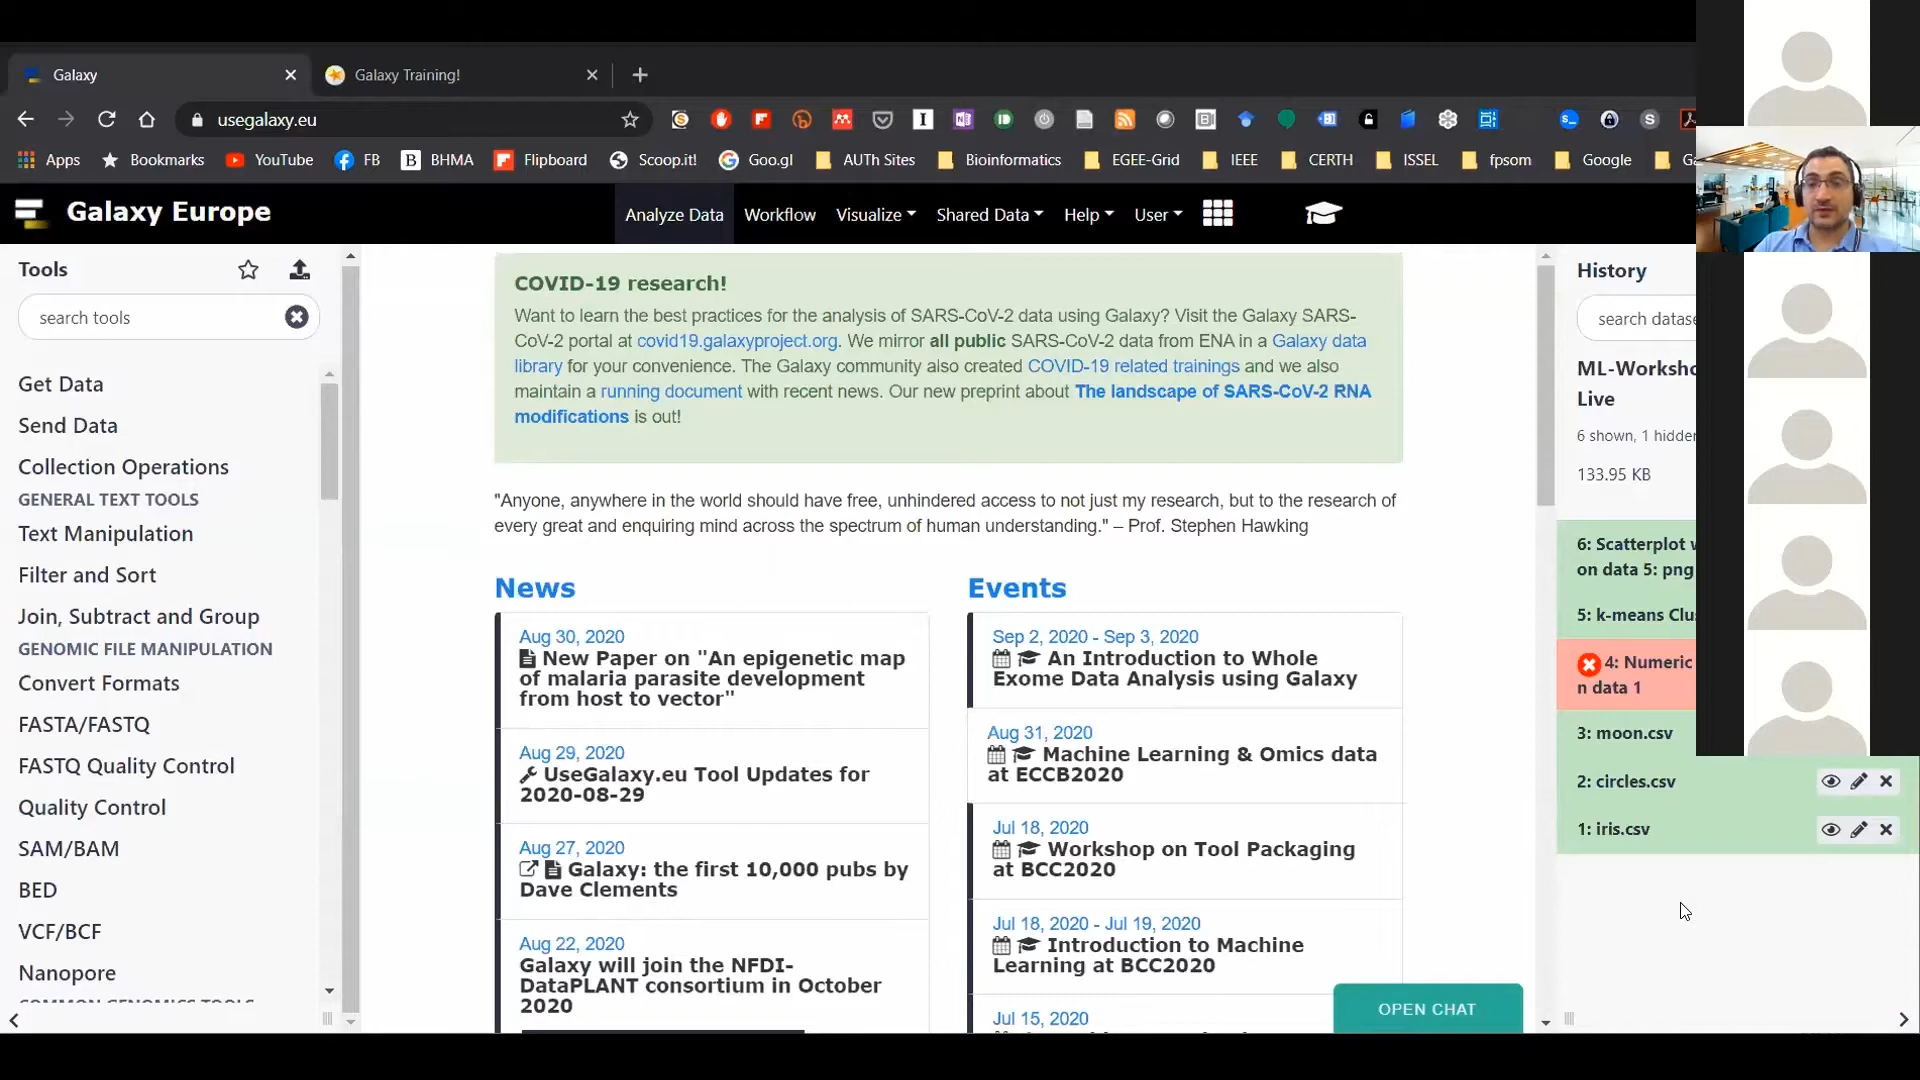 Galaxy
Galaxy Training!
usegalaxy.eu
Apps
Bookmarks
YouTube
FB
BHMA
Flipboard
Scoop.it!
Goo.gl
AUTh Sites
Bioinformatics
EGEE-Grid
IEEE
CERTH
ISSEL
fpsom
Google
Galaxy Europe
Analyze Data
Workflow
Visualize
Shared Data
Help
User
Tools
search tools
Get Data
Send Data
Collection Operations
GENERAL TEXT TOOLS
Text Manipulation
Filter and Sort
Join, Subtract and Group
GENOMIC FILE MANIPULATION
Convert Formats
FASTA/FASTQ
FASTQ Quality Control
Quality Control
SAM/BAM
BED
VCF/BCF
Nanopore
COMMON GENOMICS TOOLS
COVID-19 research!
Want to learn the best practices for the analysis of SARS-CoV-2 data using Galaxy? Visit the Galaxy SARS-
CoV-2 portal at covid19.galaxyproject.org. We mirror all public SARS-CoV-2 data from ENA in a Galaxy data
library for your convenience. The Galaxy community also created COVID-19 related trainings and we also
maintain a running document with recent news. Our new preprint about The landscape of SARS-CoV-2 RNA
modifications is out!
"Anyone, anywhere in the world should have free, unhindered access to not just my research, but to the research of
every great and enquiring mind across the spectrum of human understanding." – Prof. Stephen Hawking
News
Aug 30, 2020
New Paper on "An epigenetic map
of malaria parasite development
from host to vector"
Aug 29, 2020
UseGalaxy.eu Tool Updates for
2020-08-29
Aug 27, 2020
Galaxy: the first 10,000 pubs by
Dave Clements
Aug 22, 2020
Galaxy will join the NFDI-
DataPLANT consortium in October
2020
Events
Sep 2, 2020 - Sep 3, 2020
An Introduction to Whole
Exome Data Analysis using Galaxy
Aug 31, 2020
Machine Learning & Omics data
at ECCB2020
Jul 18, 2020
Workshop on Tool Packaging
at BCC2020
Jul 18, 2020 - Jul 19, 2020
Introduction to Machine
Learning at BCC2020
Jul 15, 2020
OPEN CHAT
History
search datase
ML-Worksho
Live
6 shown, 1 hidden
133.95 KB
6: Scatterplot
on data 5: png
5: k-means Clu
4: Numeric
n data 1
3: moon.csv
2: circles.csv
1: iris.csv